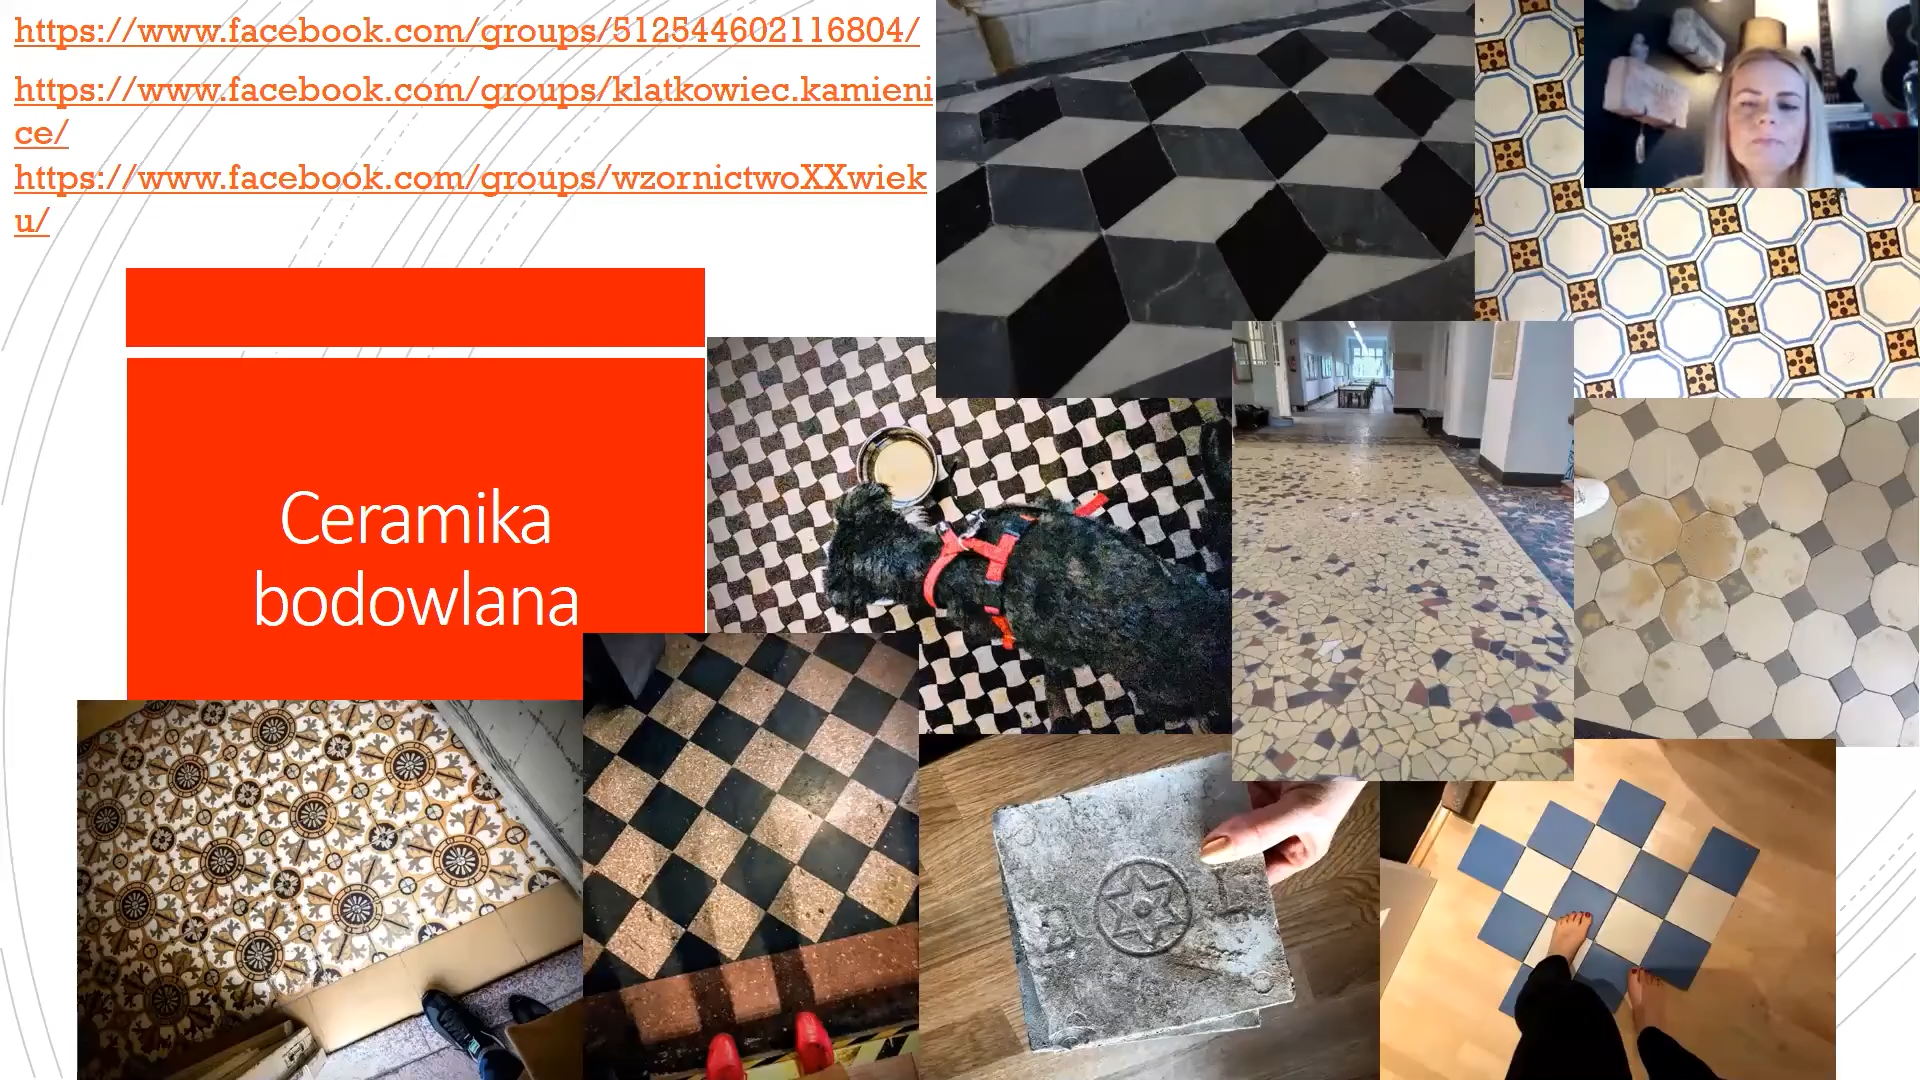 https://www.facebook.com/groups/512544602116804/
https://www.facebook.com/groups/klatkowiec.kamieni
ce/
https://www.facebook.com/groups/wzornictwoXXwiek
u/
Ceramika
bodowlana